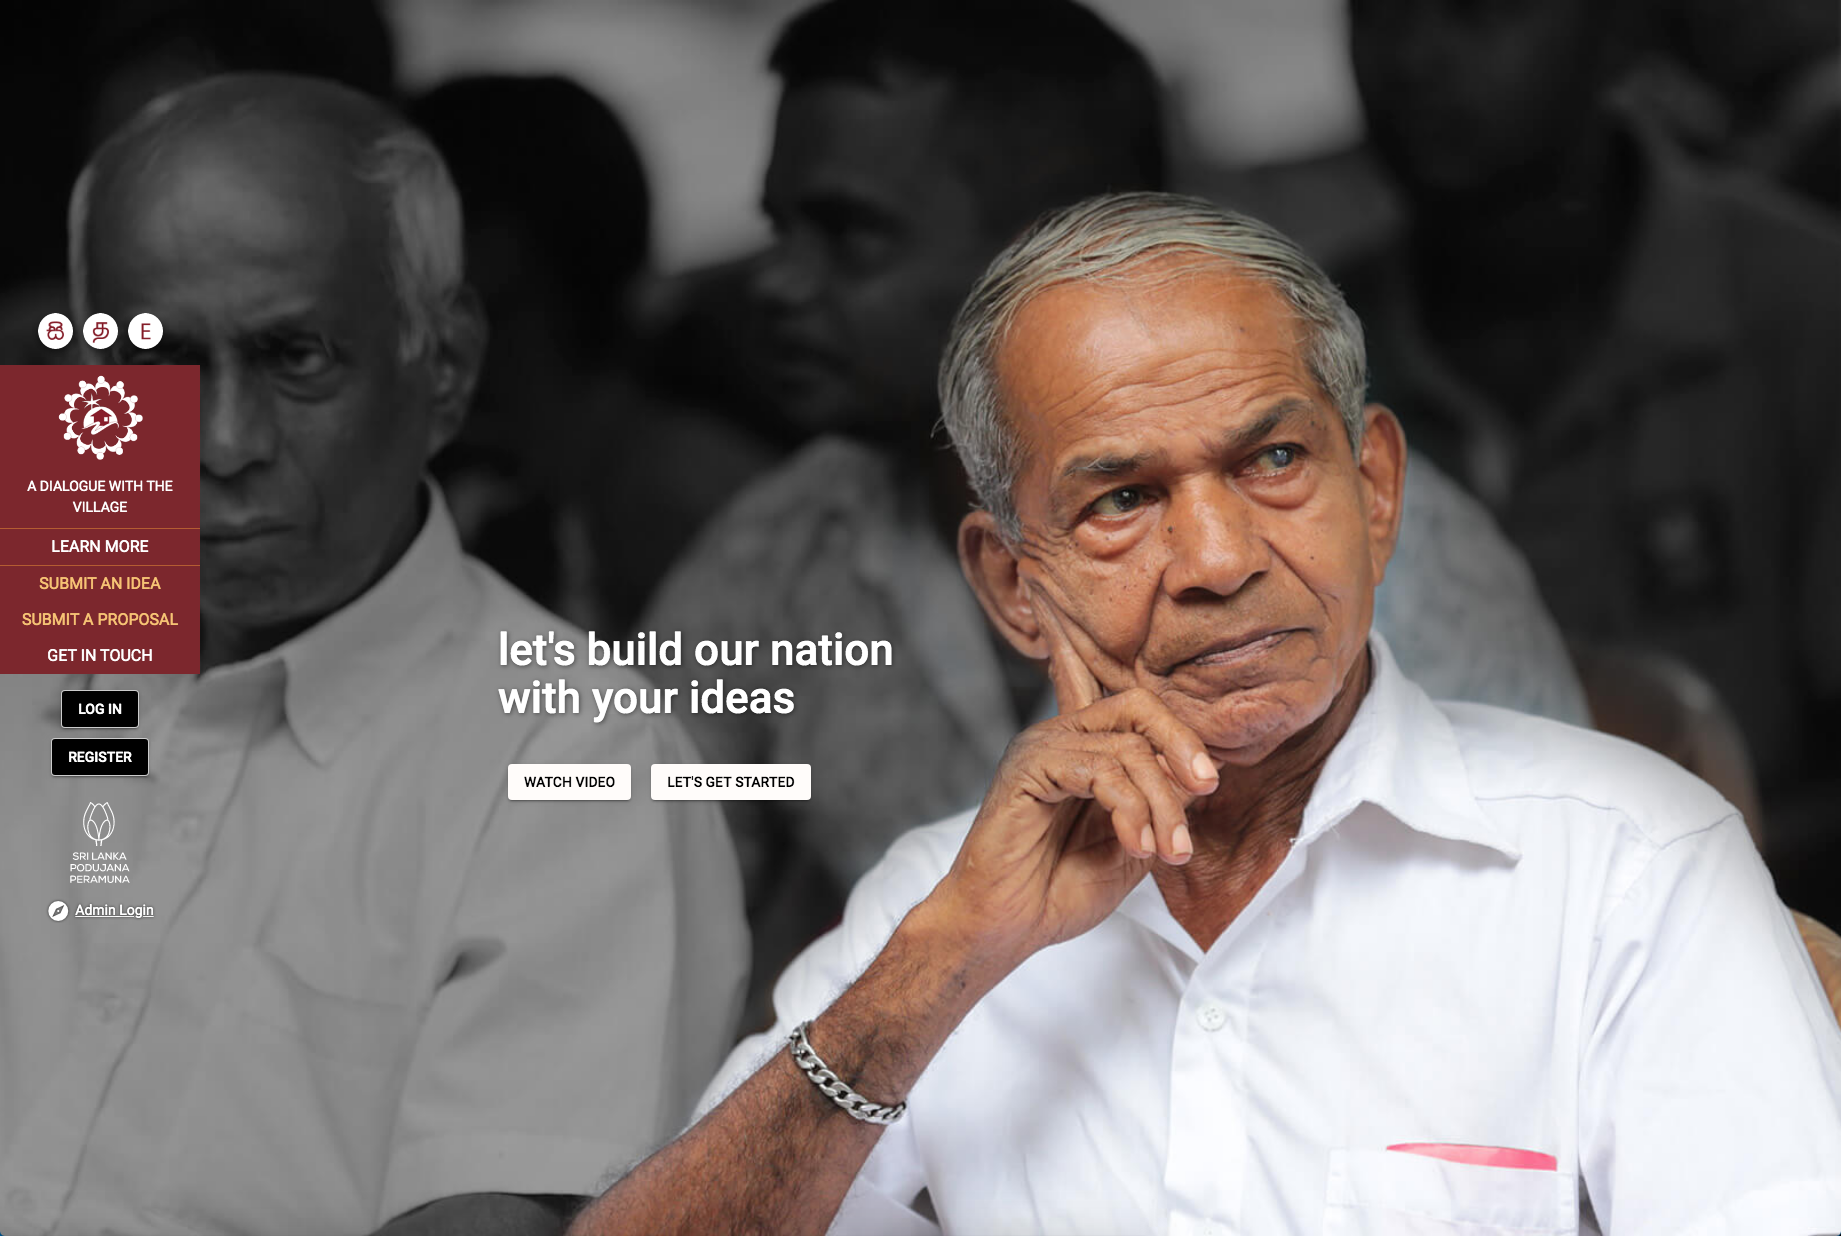 සි
த
E
A DIALOGUE WITH THE
VILLAGE
LEARN MORE
SUBMIT AN IDEA
SUBMIT A PROPOSAL
GET IN TOUCH
LOG IN
REGISTER
SRI LANKA
PODUJANA
PERAMUNA
Admin Login
let's build our nation
with your ideas
WATCH VIDEO
LET'S GET STARTED